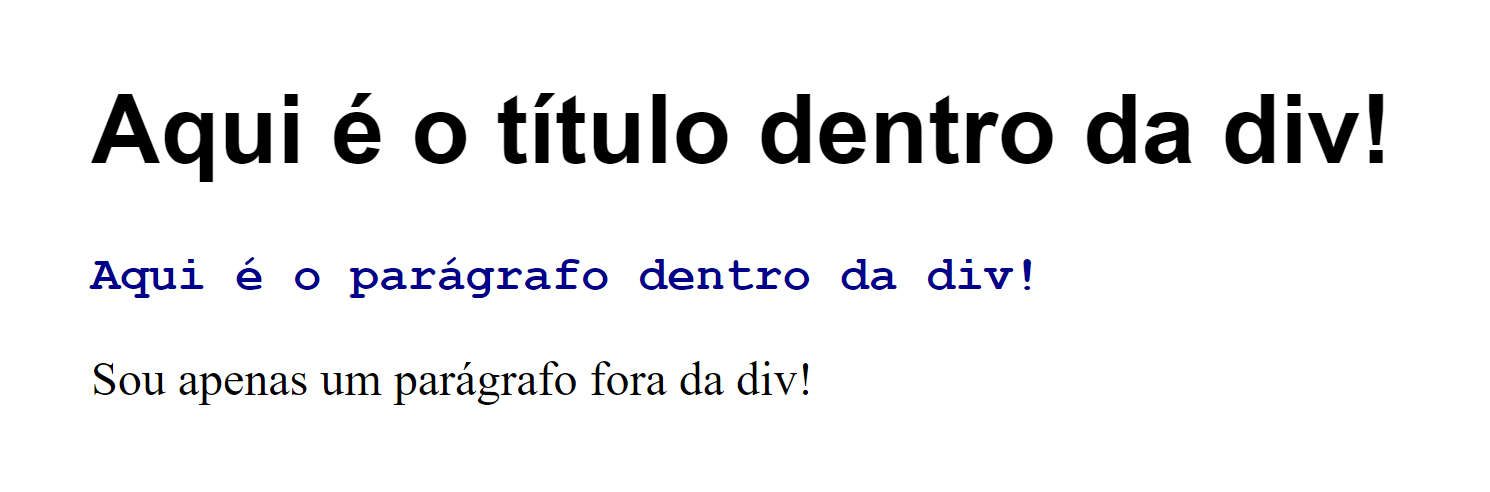 Aqui é o título dentro da div!
Aqui é o parágrafo dentro da div!
Sou apenas um parágrafo fora da div!